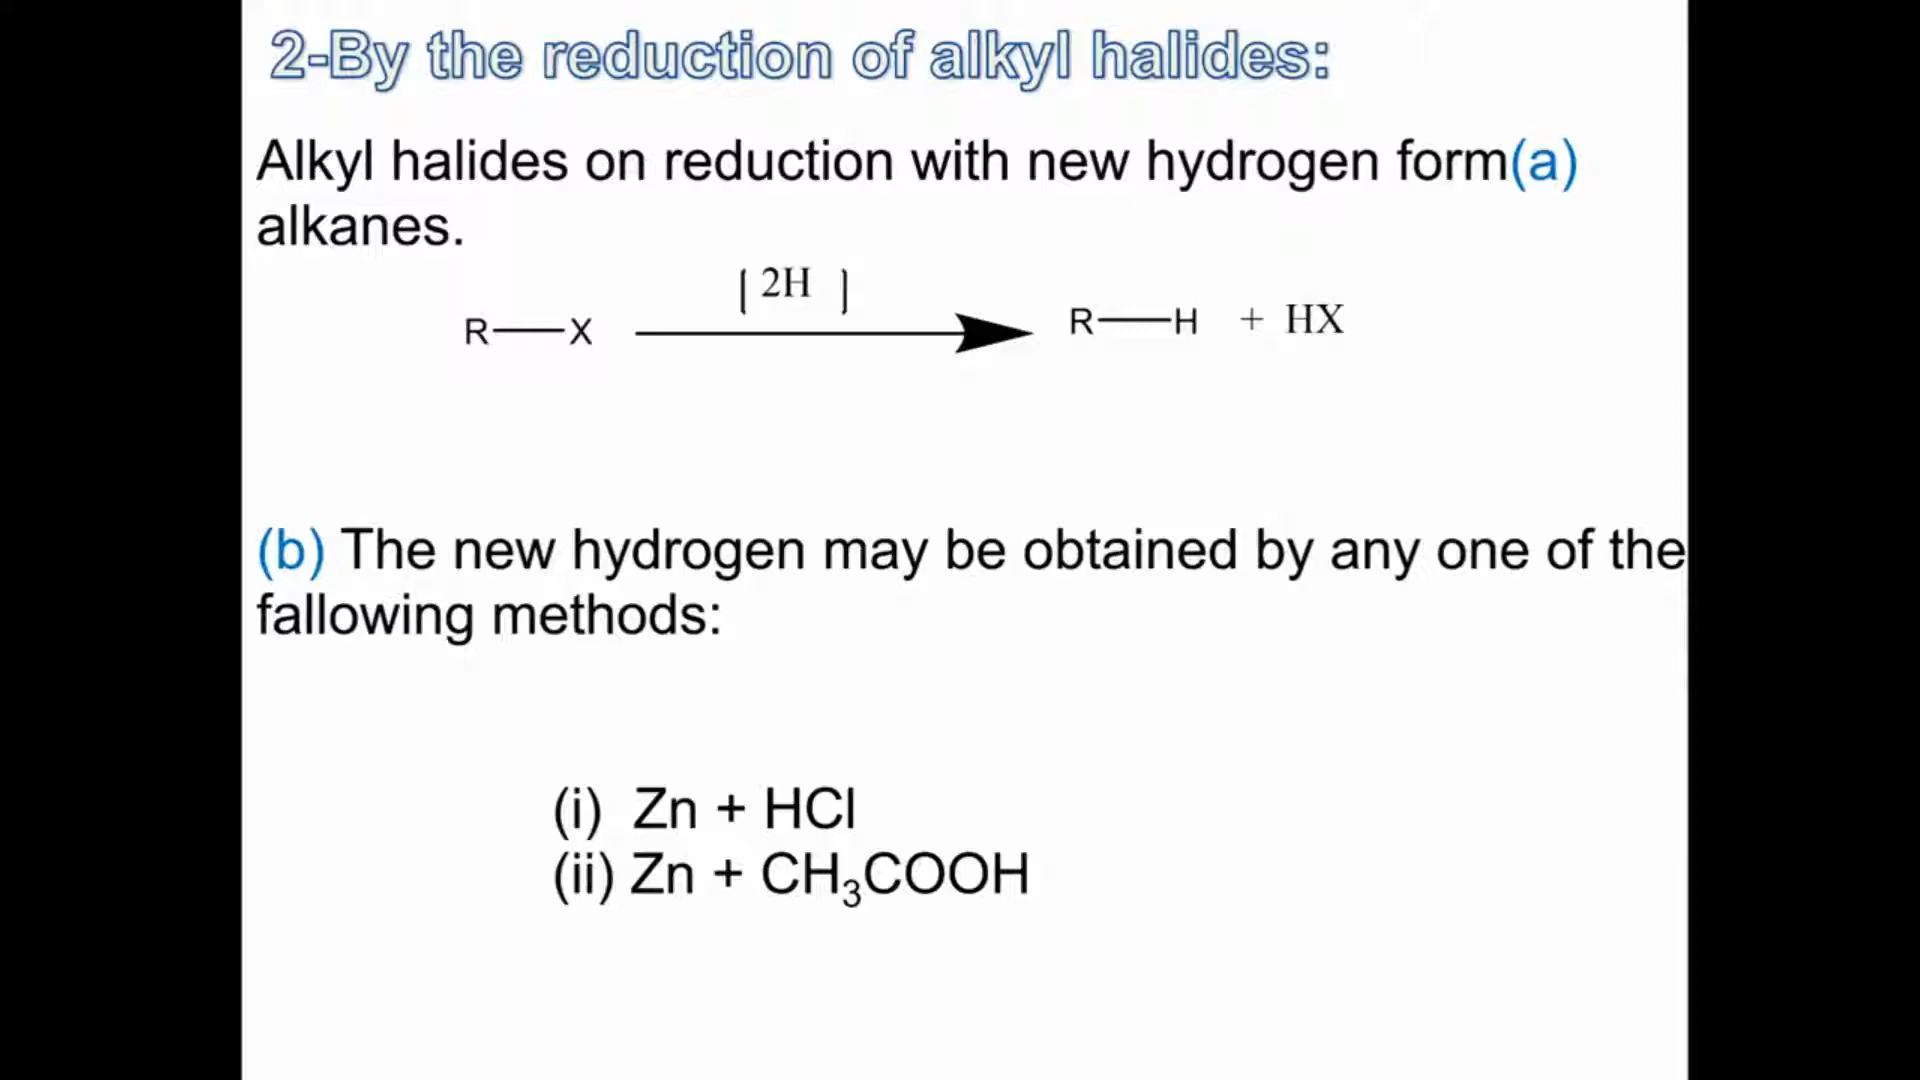 2-By the reduction of alkyl halides:
Alkyl halides on reduction with new hydrogen form(a)
alkanes.
[ 2H ]
R—X R—H + HX
(b) The new hydrogen may be obtained by any one of the
fallowing methods:
(i) Zn + HCl
(ii) Zn + CH₃COOH